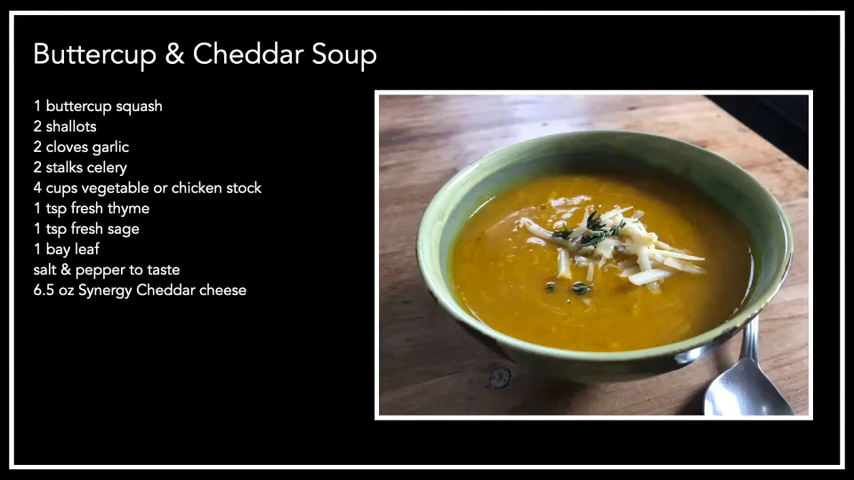 Buttercup & Cheddar Soup
1 buttercup squash
2 shallots
2 cloves garlic
2 stalks celery
4 cups vegetable or chicken stock
1 tsp fresh thyme
1 tsp fresh sage
1 bay leaf
salt & pepper to taste
6.5 oz Synergy Cheddar cheese